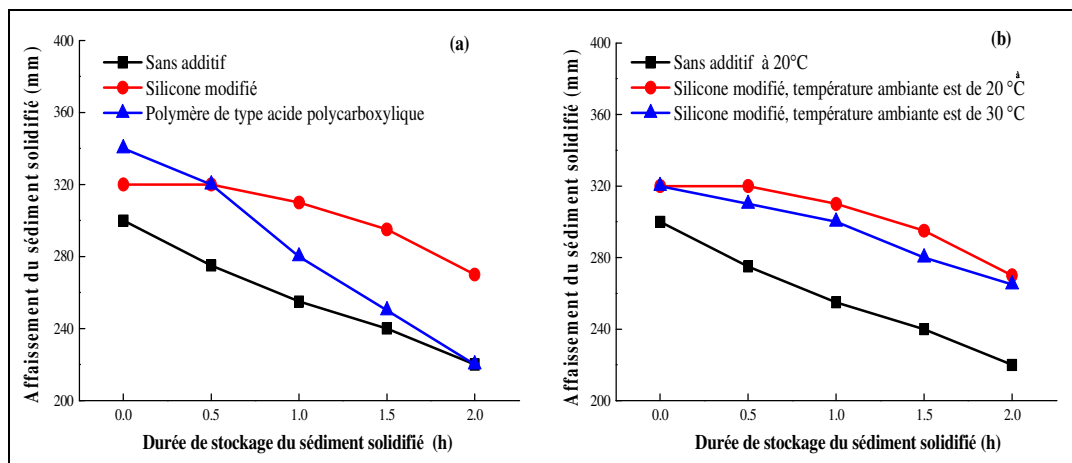 (a)
Sans additif
Silicone modifié
Polymère de type acide polycarboxylique
Affaissement du sédiment solidifié (mm)
400
360
320
280
240
200
0.0 0.5 1.0 1.5 2.0
Durée de stockage du sédiment solidifié (h)
(b)
Sans additif à 20°C
Silicone modifié, température ambiante est de 20 °C
à
Silicone modifié, température ambiante est de 30 °C
Affaissement du sédiment solidifié (mm)
400
360
320
280
240
200
0.0 0.5 1.0 1.5 2.0
Durée de stockage du sédiment solidifié (h)